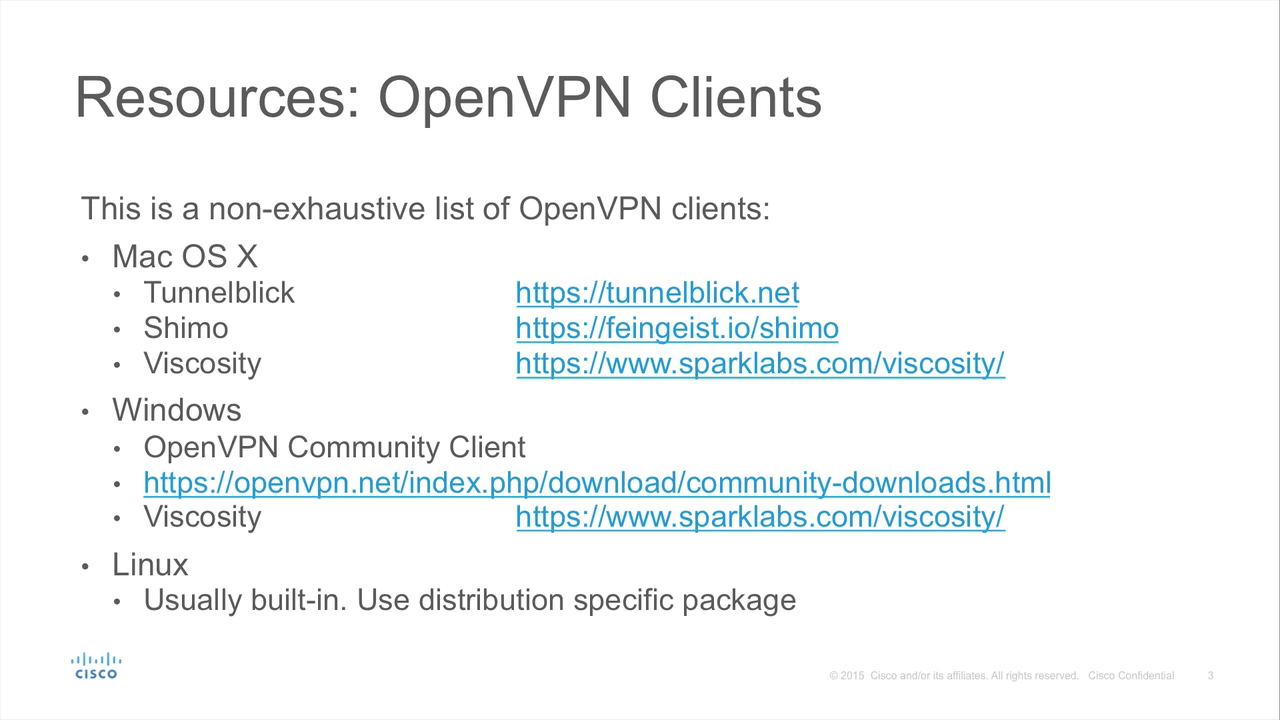 Resources: OpenVPN Clients
This is a non-exhaustive list of OpenVPN clients:
• Mac OS X
• Tunnelblick https://tunnelblick.net
• Shimo https://feingeist.io/shimo
• Viscosity https://www.sparklabs.com/viscosity/
• Windows
• OpenVPN Community Client
• https://openvpn.net/index.php/download/community-downloads.html
• Viscosity https://www.sparklabs.com/viscosity/
• Linux
• Usually built-in. Use distribution specific package
CISCO
© 2015 Cisco and/or its affiliates. All rights reserved. Cisco Confidential 3